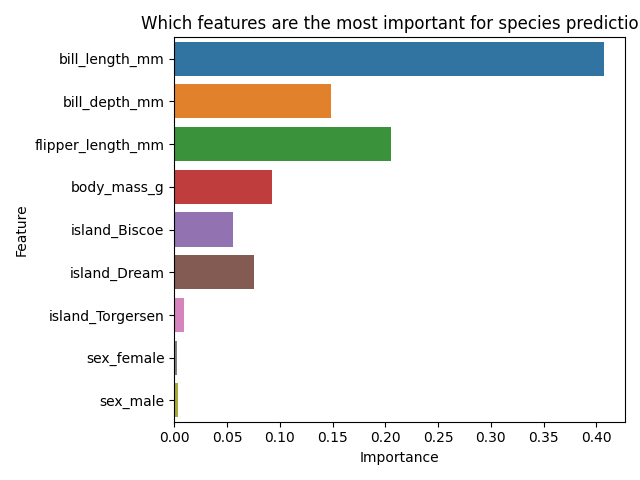 Which features are the most important for species predictio
bill_length_mm
bill_depth_mm
flipper_length_mm
body_mass_g
island_Biscoe
island_Dream
island_Torgersen
sex_female
sex_male
Feature
0.00 0.05 0.10 0.15 0.20 0.25 0.30 0.35 0.40
Importance